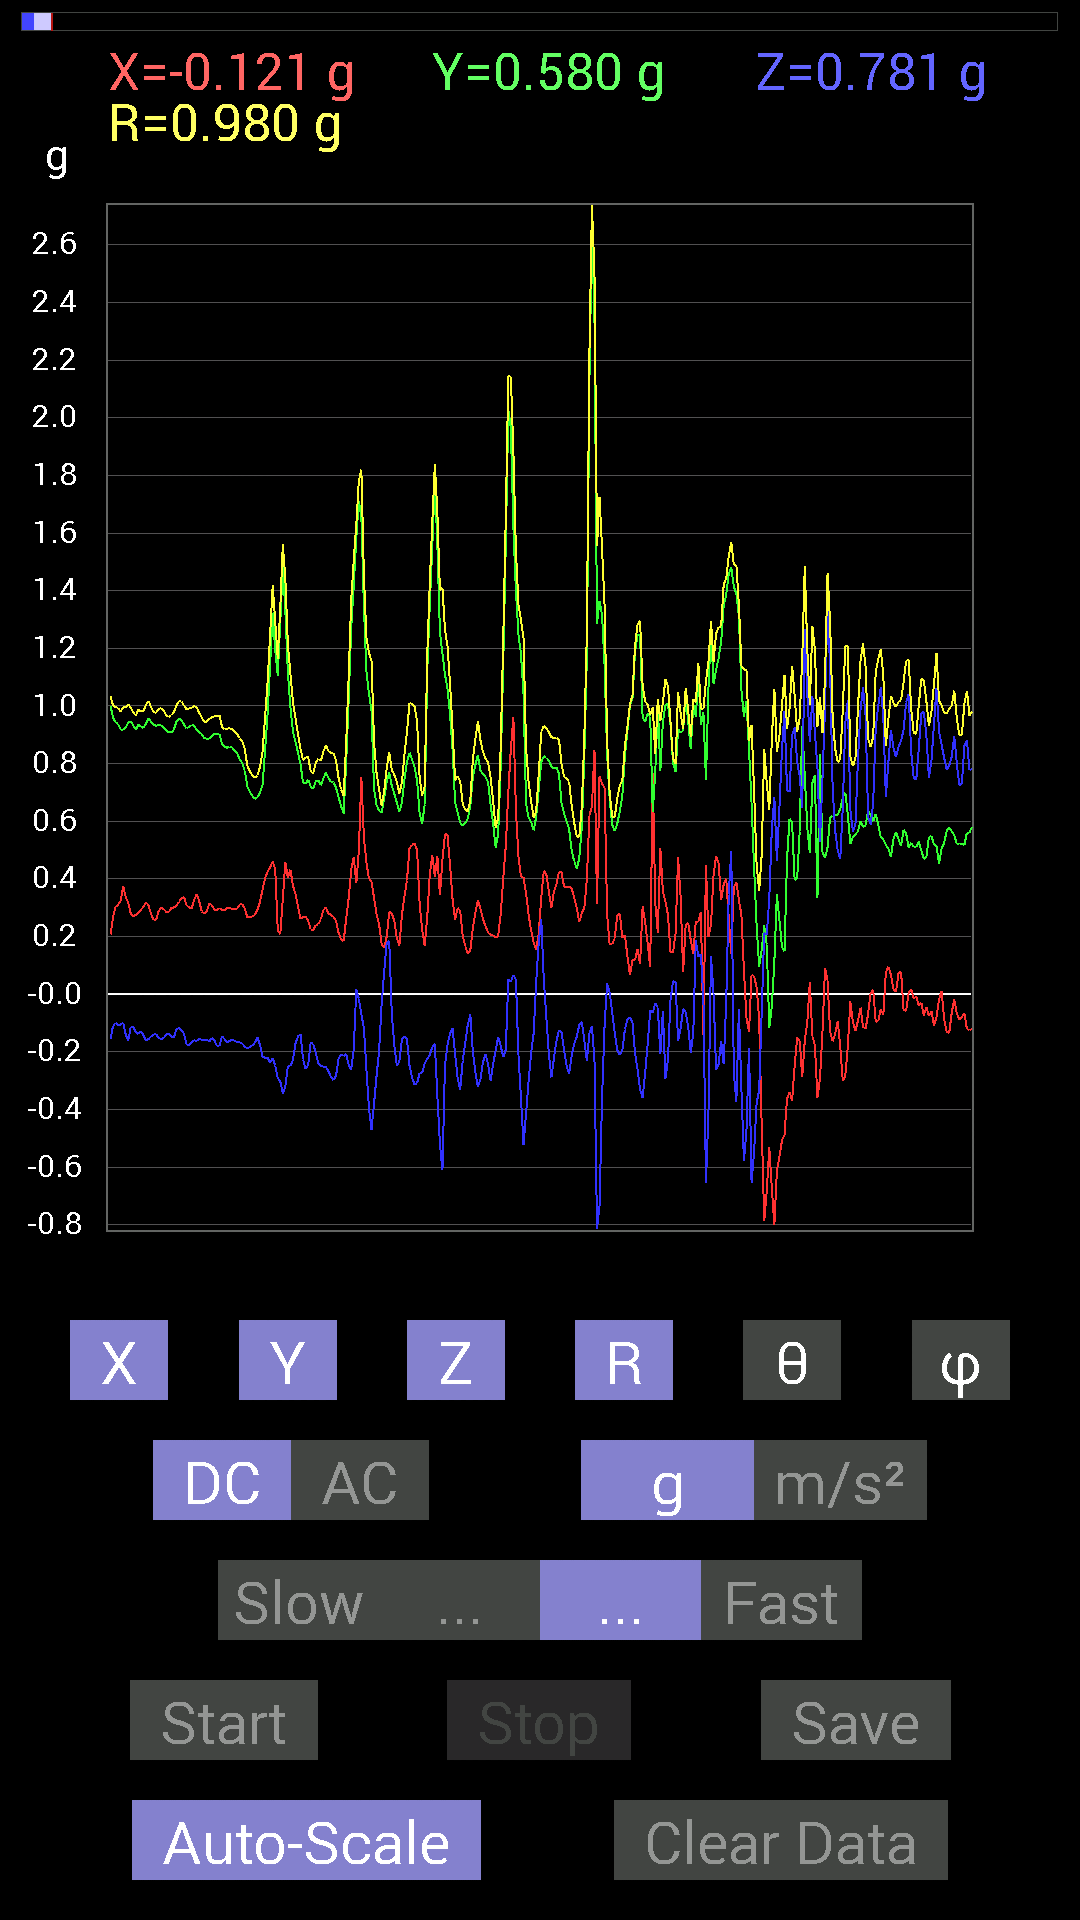 X=-0.121 g Y=0.580 g Z=0.781 g
R=0.980 g
g
2.6
2.4
2.2
2.0
1.8
1.6
1.4
1.2
1.0
0.8
0.6
0.4
0.2
-0.0
-0.2
-0.4
-0.6
-0.8
X Y Z R θ φ
DC AC g m/s²
Slow ... ... Fast
Start Stop Save
Auto-Scale Clear Data